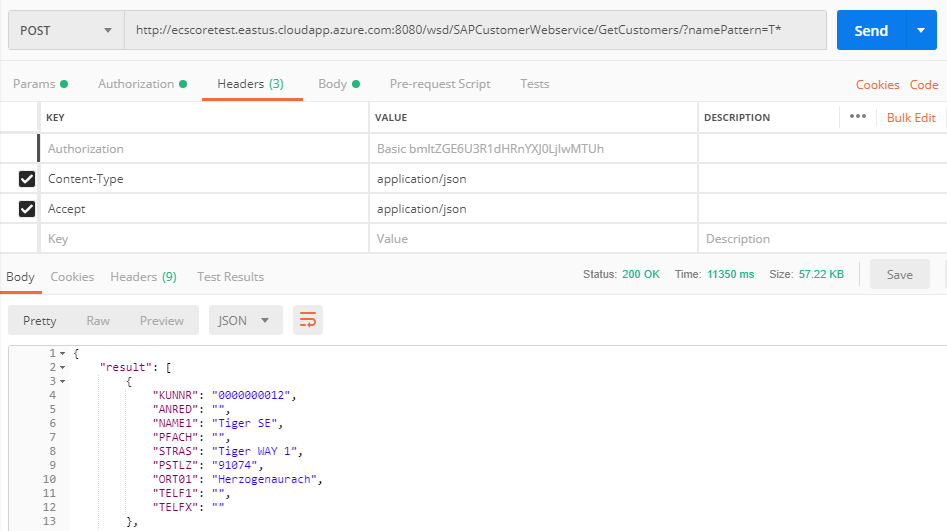 POST http://ecscoretest.eastus.cloudapp.azure.com:8080/wsd/SAPCustomerWebservice/GetCustomers/?namePattern=T* Send
Params Authorization Headers (3) Body Pre-request Script Tests Cookies Code
KEY VALUE DESCRIPTION ••• Bulk Edit
Authorization Basic bmltZGE6U3R1dHRnYXJ0LjIwMTUh
Content-Type application/json
Accept application/json
Key Value Description
Body Cookies Headers (9) Test Results Status: 200 OK Time: 11350 ms Size: 57.22 KB Save
Pretty Raw Preview JSON
1 {
2 "result": [
3 {
4 "KUNNR": "0000000012",
5 "ANRED": "",
6 "NAME1": "Tiger SE",
7 "PFACH": "",
8 "STRAS": "Tiger WAY 1",
9 "PSTLZ": "91074",
10 "ORT01": "Herzogenaurach",
11 "TELF1": "",
12 "TELFX": ""
13 },